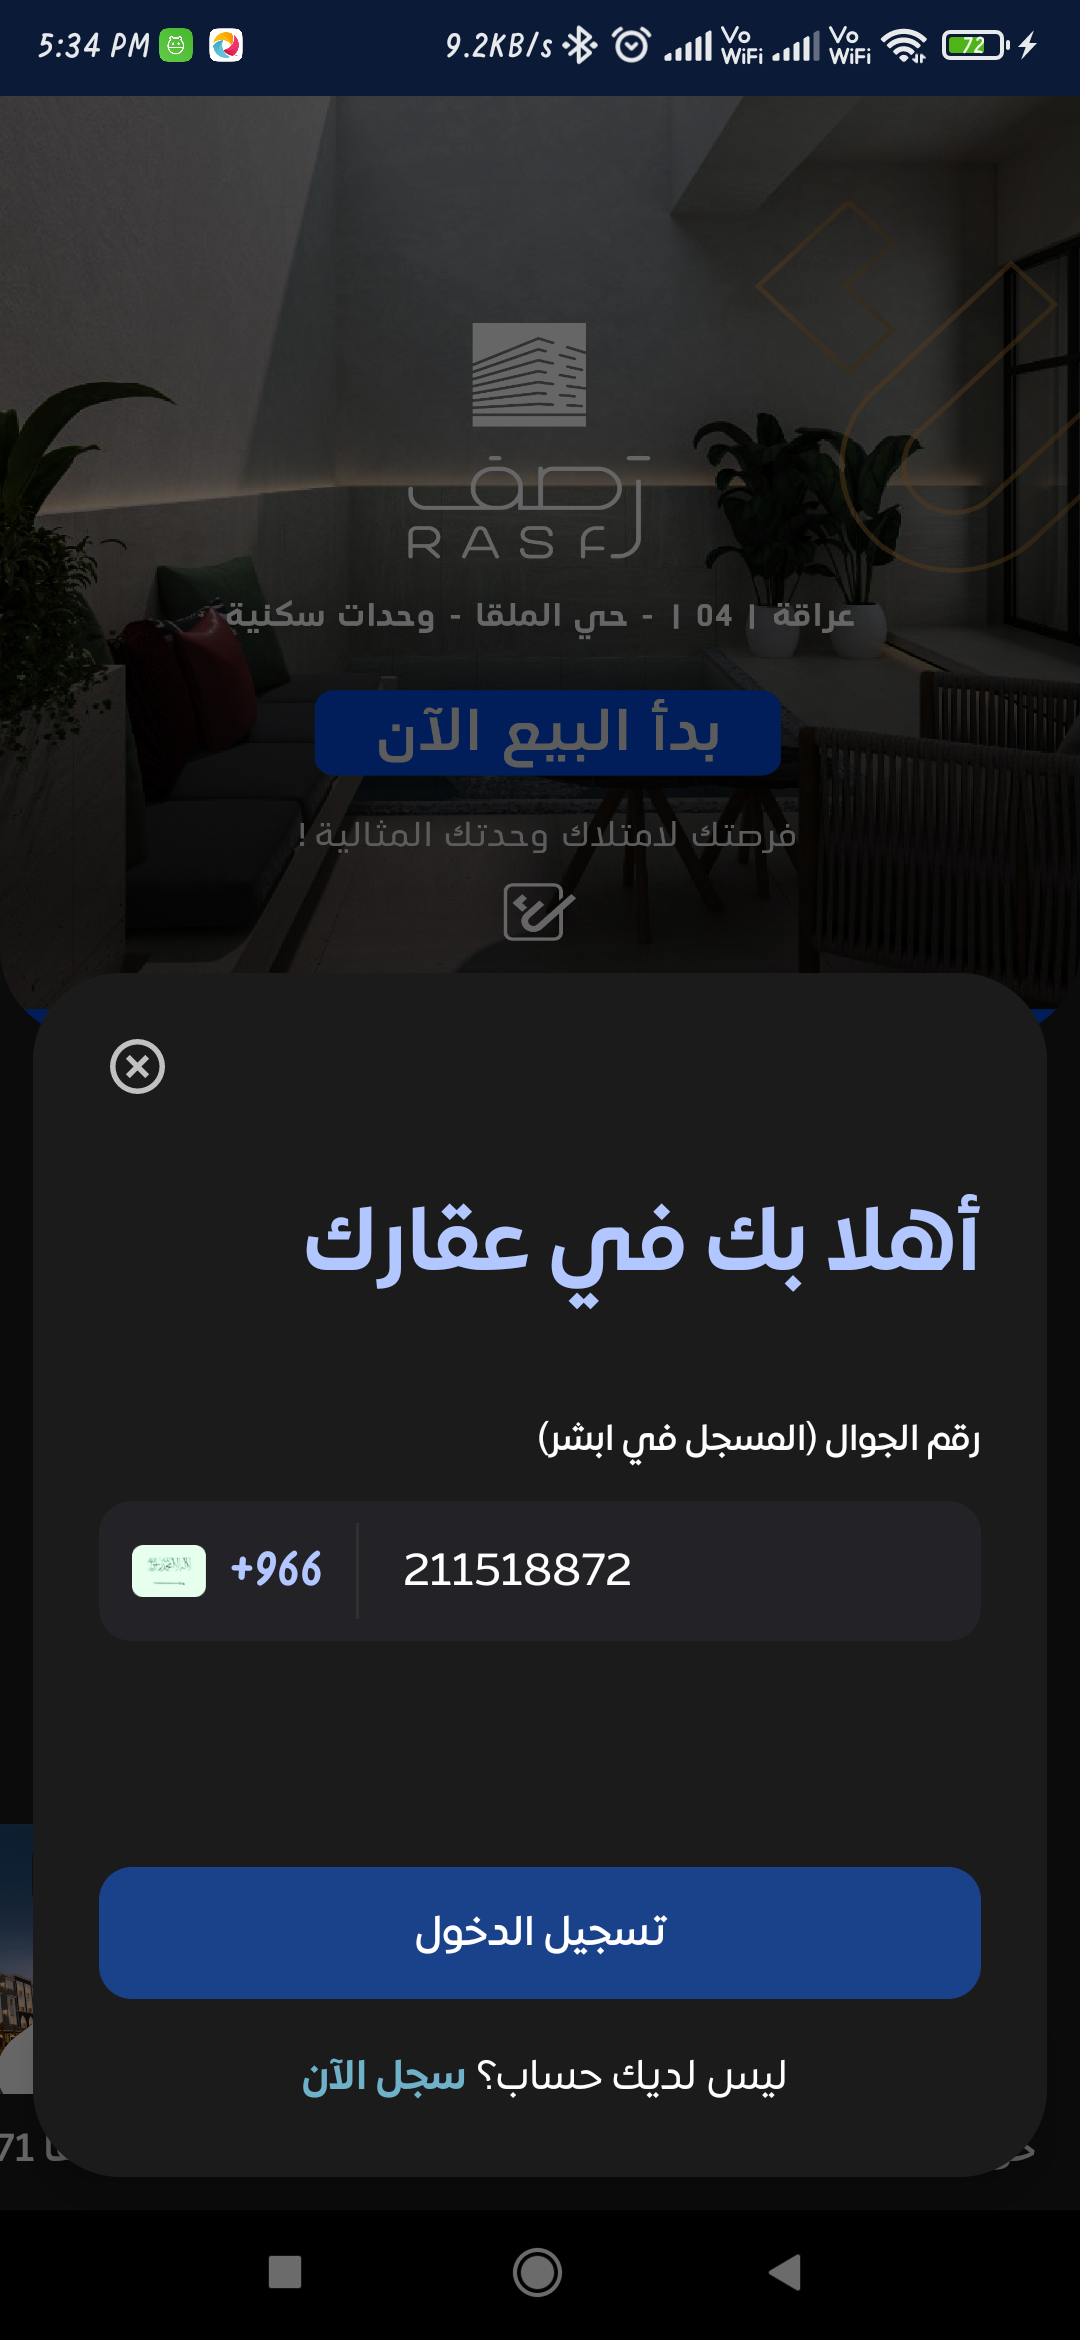 5:34 PM 9.2KB/s Vo WiFi Vo WiFi 72
رَصف
RASF
عراقة | 04 | - حي الملقا - وحدات سكنية
بدأ البيع الآن
فرصتك لامتلاك وحدتك المثالية !
أهلا بك في عقارك
رقم الجوال (المسجل في ابشر)
+966 211518872
تسجيل الدخول
ليس لديك حساب؟ سجل الآن
71